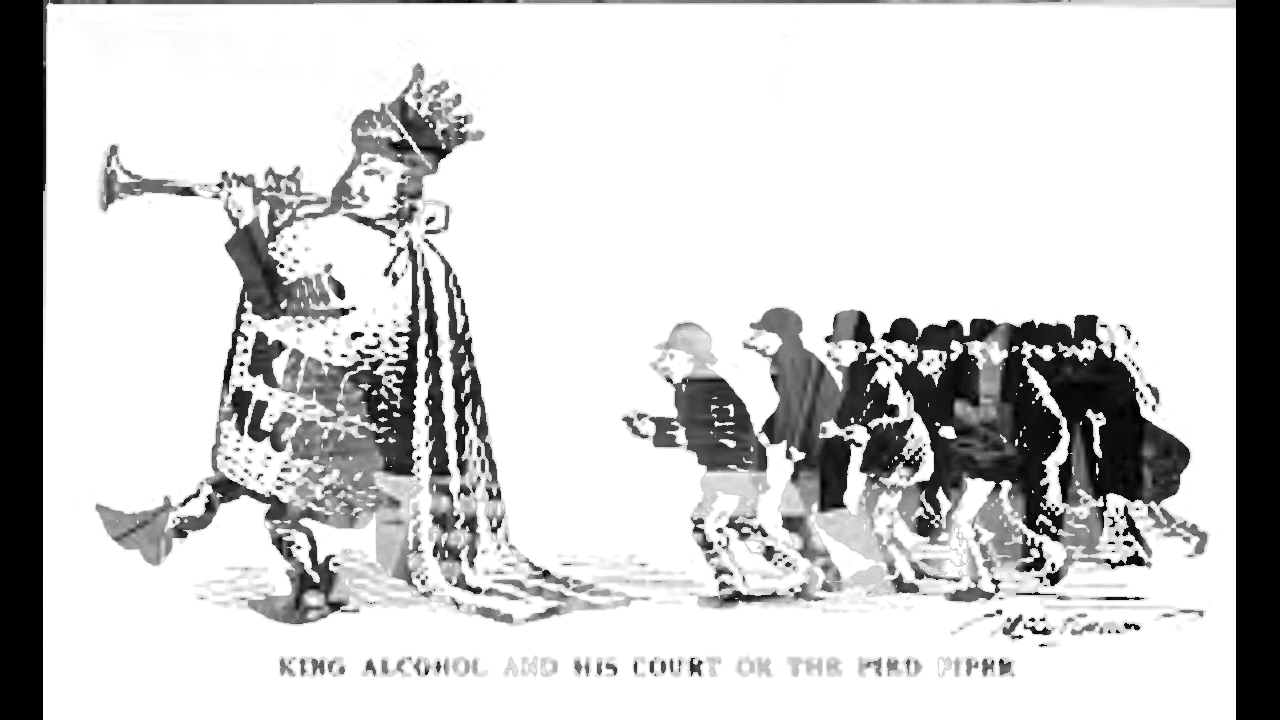 KING ALCOHOL AND HIS COURT OR THE PIED PIPER